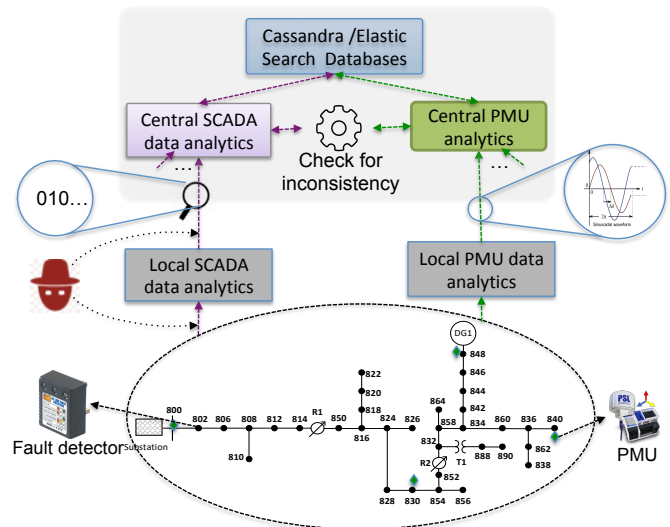 Cassandra /Elastic
Search Databases
Central SCADA
data analytics
Central PMU
analytics
Check for
inconsistency
...
...
010...
Sinusoidal waveform
Local SCADA
data analytics
Local PMU data
analytics
DG1
848
846
844
842
822
820
818
864
858
834
860
836
840
800
802
806
808
812
814
R1
850
816
824
826
832
862
838
T1
888
890
R2
852
810
828
830
854
856
Substation
Fault detector
PSL
PMU